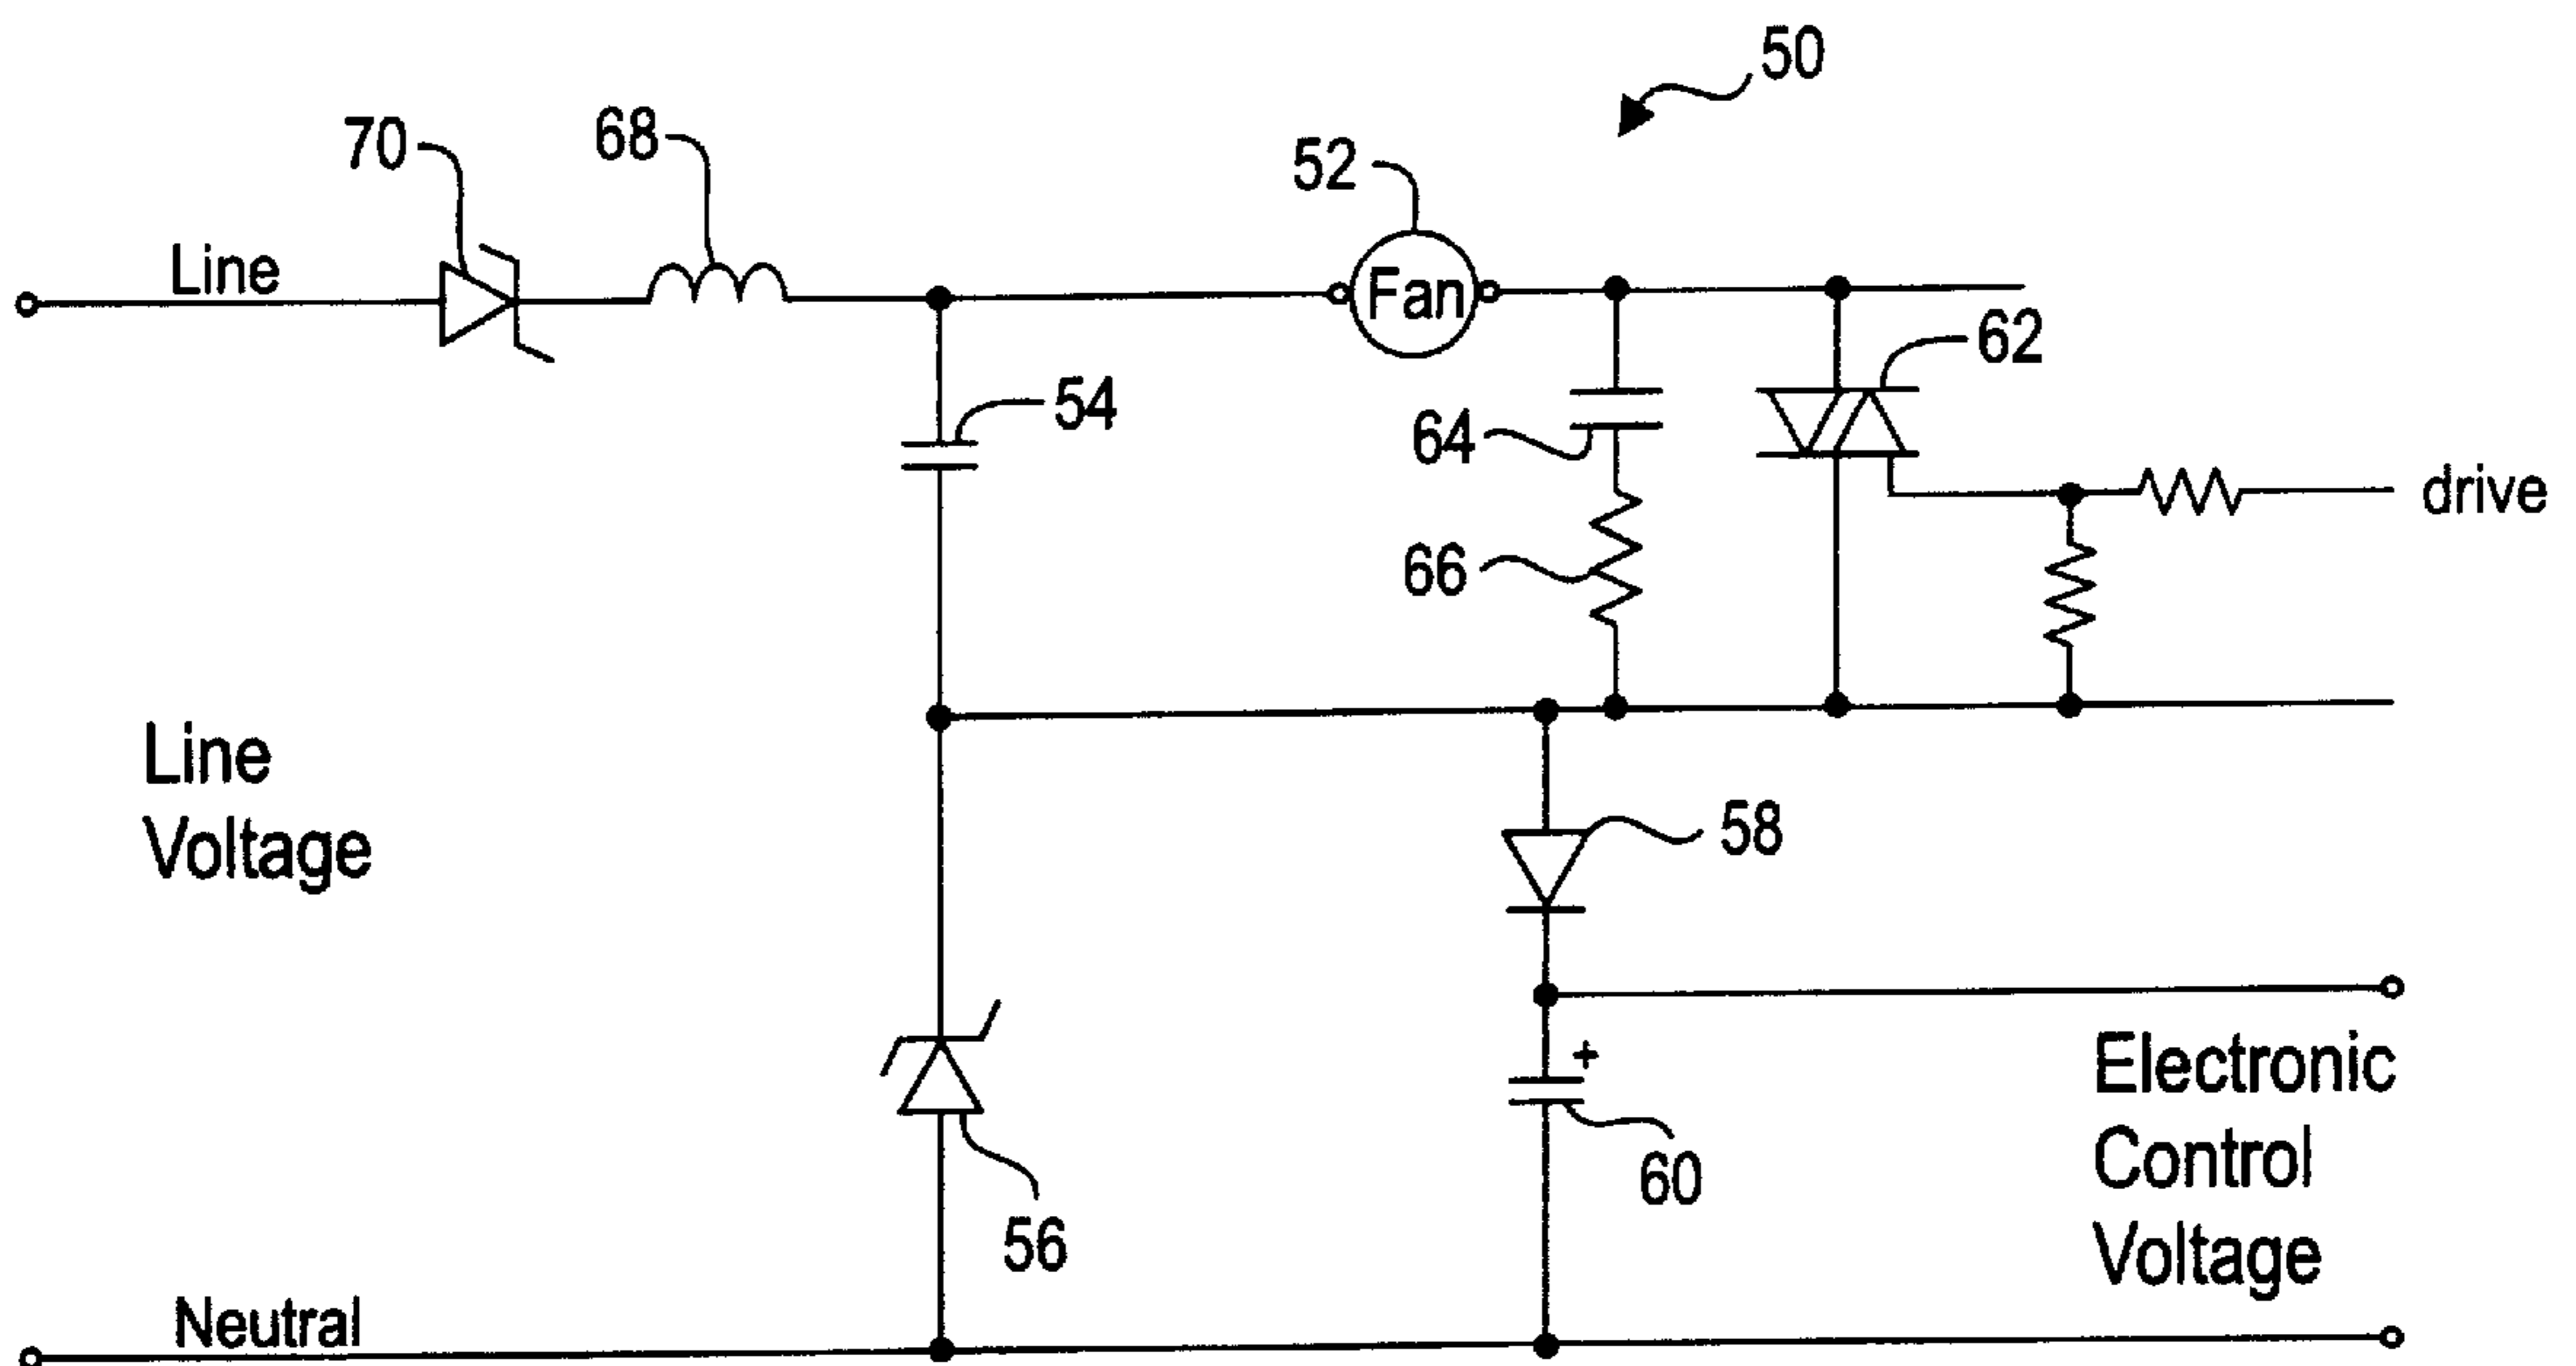 50
70
68
52
Line
Fan
62
54
64
drive
66
Line
Voltage
58
+
Electronic
Control
Voltage
60
56
Neutral